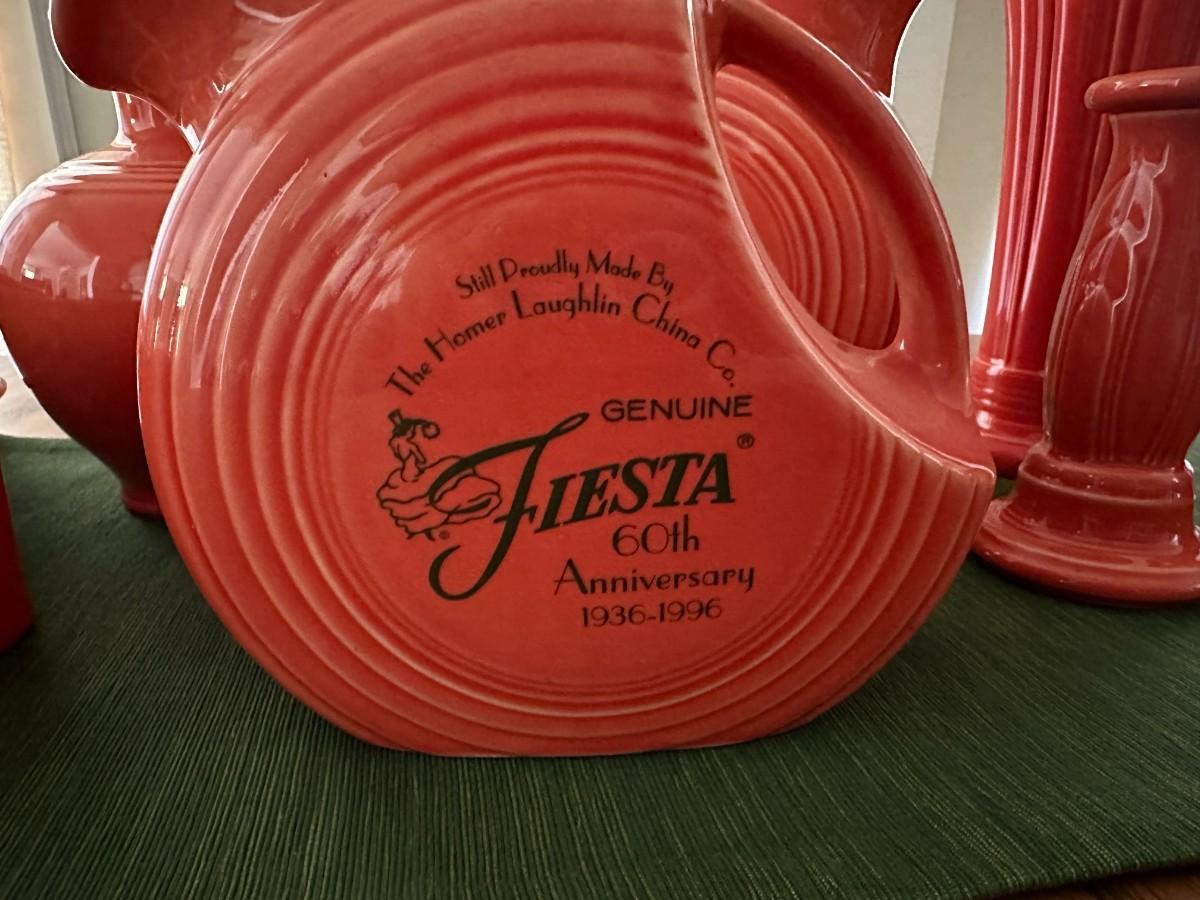 Still Proudly Made By
The Homer Laughlin China Co.
GENUINE
FIESTA®
®
60th
Anniversary
1936-1996